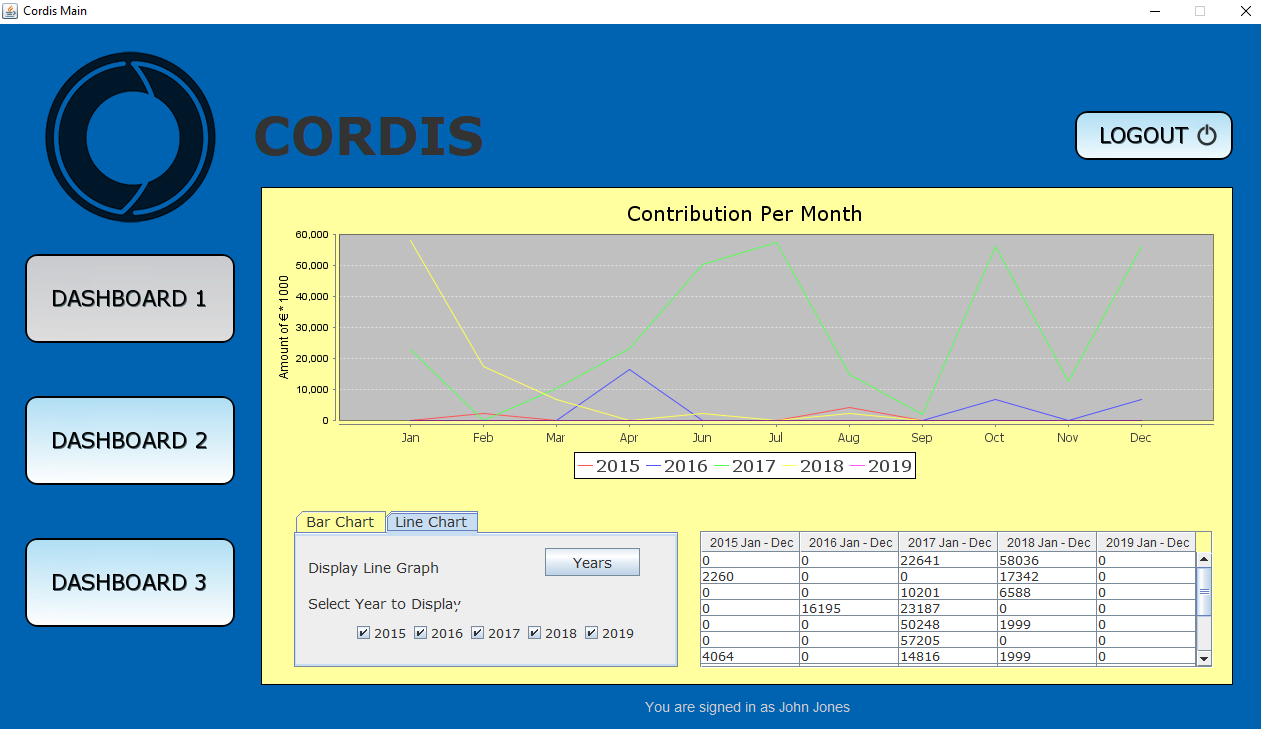 Cordis Main
CORDIS
LOGOUT
DASHBOARD 1
DASHBOARD 2
DASHBOARD 3
Contribution Per Month
Amount of € * 1000
60,000
50,000
40,000
30,000
20,000
10,000
0
Jan Feb Mar Apr Jun Jul Aug Sep Oct Nov Dec
2015 2016 2017 2018 2019
Bar Chart Line Chart
Display Line Graph Years
Select Year to Display
2015 2016 2017 2018 2019
2015 Jan - Dec 2016 Jan - Dec 2017 Jan - Dec 2018 Jan - Dec 2019 Jan - Dec
0 0 22641 58036 0
2260 0 0 17342 0
0 0 10201 6588 0
0 16195 23187 0 0
0 0 50248 1999 0
0 0 57205 0 0
4064 0 14816 1999 0
You are signed in as John Jones